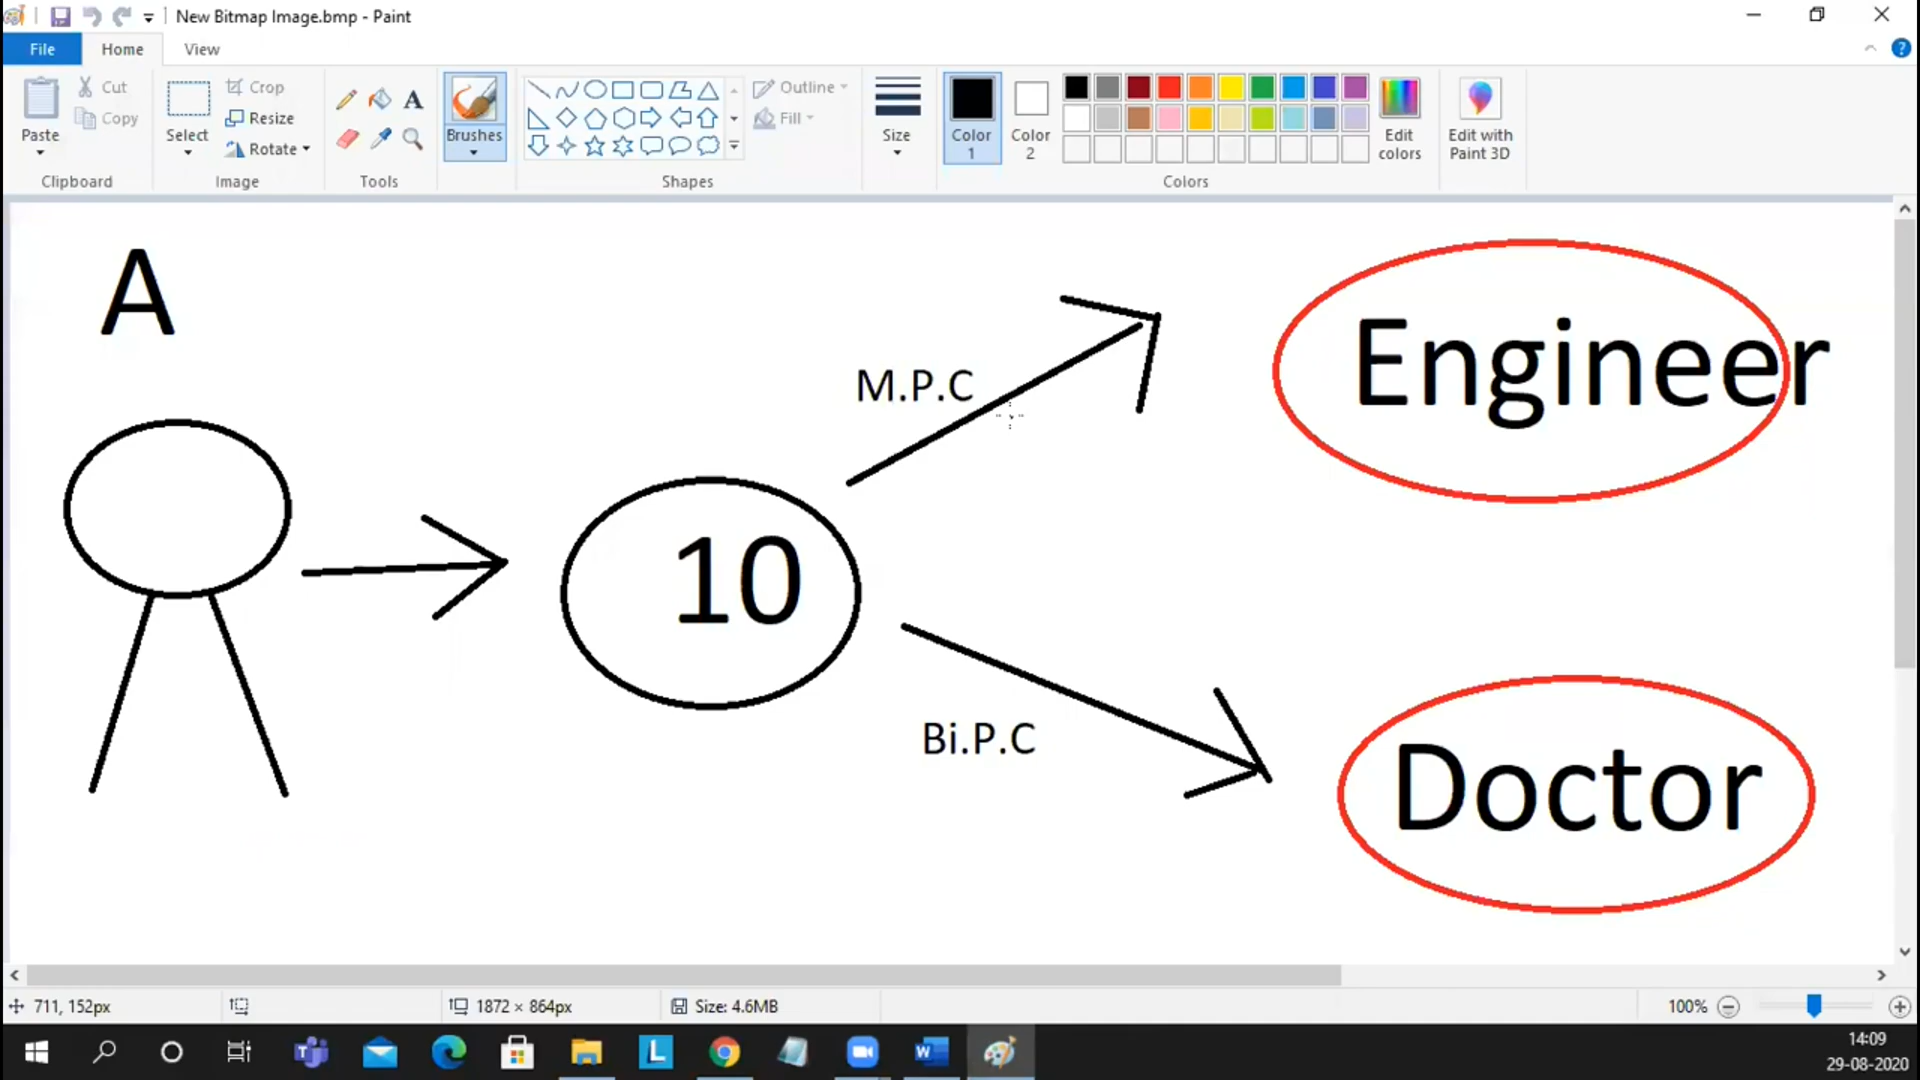 New Bitmap Image.bmp - Paint
File Home View
Paste
Cut
Copy
Clipboard
Select
Crop
Resize
Rotate
Image
A
Tools
Brushes
Shapes
Outline
Fill
Size
Color 1
Color 2
Colors
Edit colors
Edit with Paint 3D
?
A
M.P.C
Engineer
10
Bi.P.C
Doctor
711, 152px
1872 × 864px
Size: 4.6MB
100%
L
W
14:09
29-08-2020